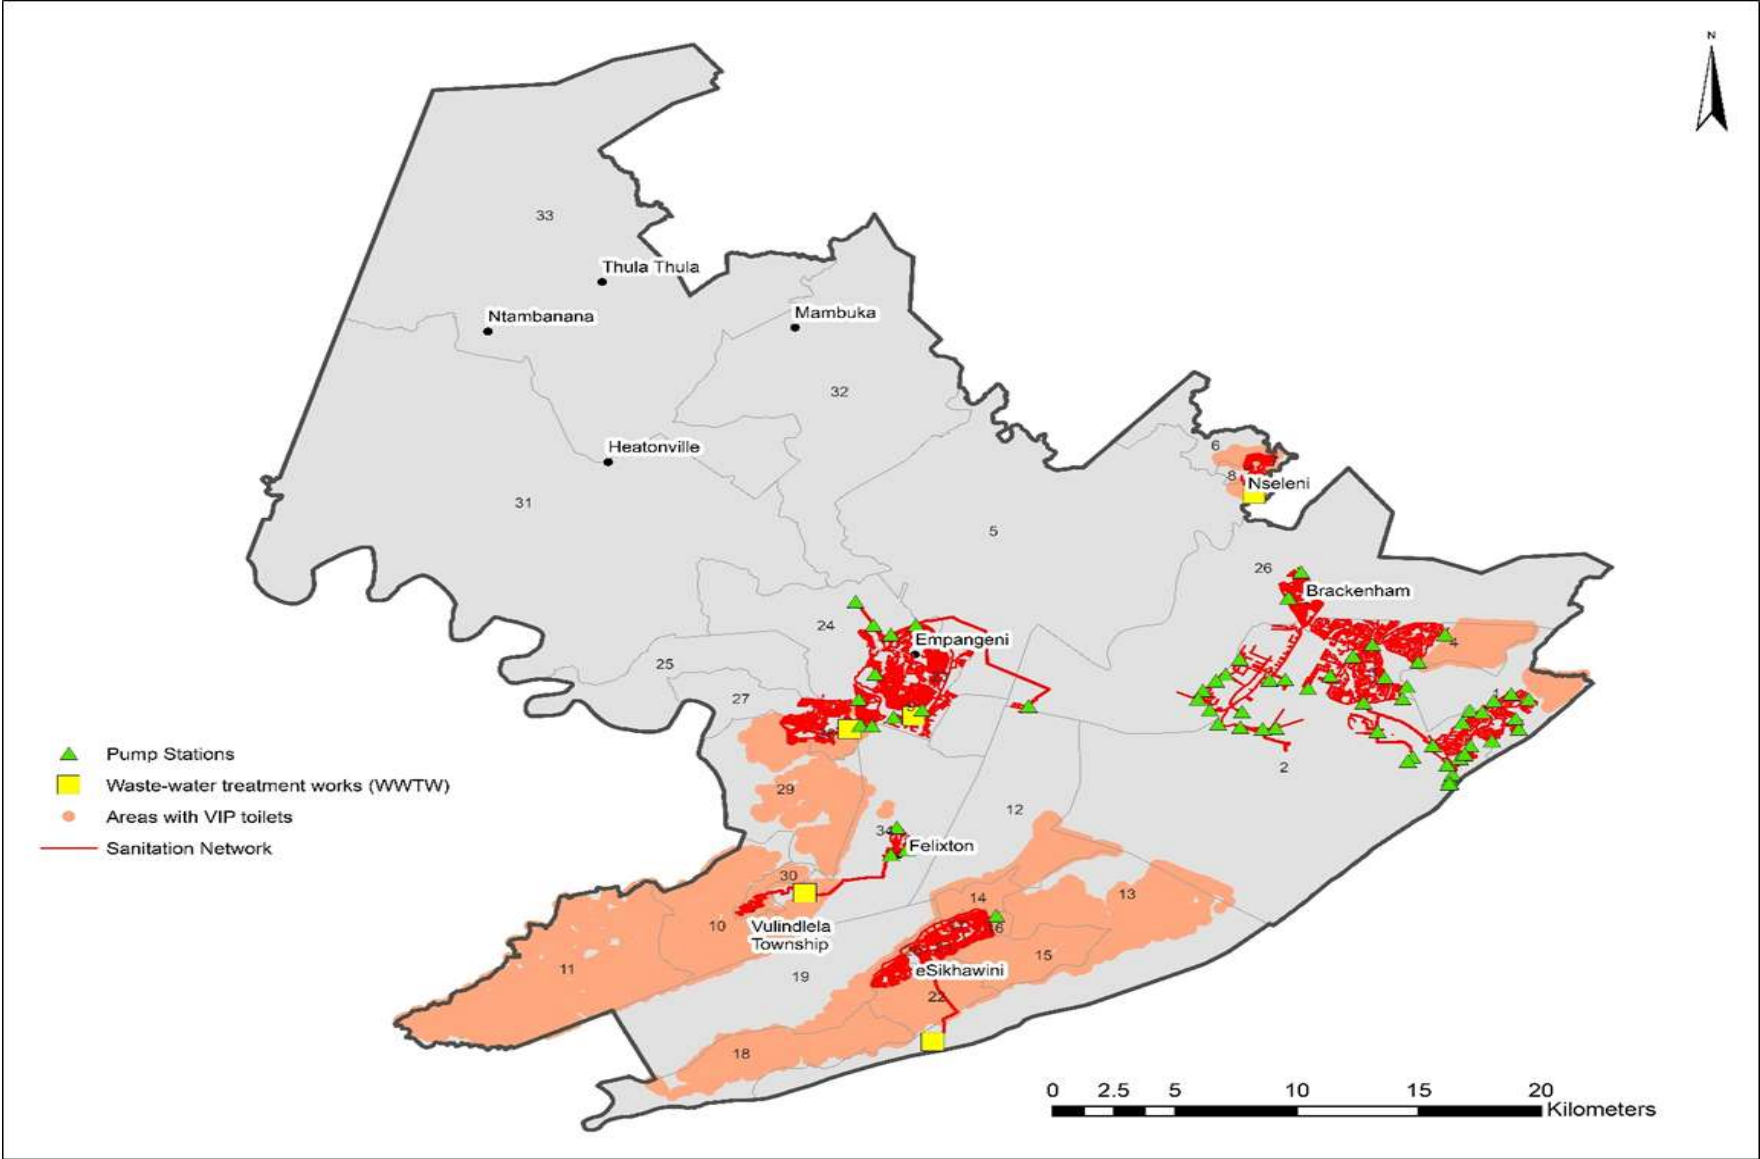 N
33
Thula Thula
Ntambanana
Mambuka
32
Heatonville
6
8
Nseleni
31
5
26
Brackenham
24
Empangeni
4
25
27
1
2
Pump Stations
Waste-water treatment works (WWTW)
Areas with VIP toilets
Sanitation Network
29
12
34
Felixton
30
13
14
10
Vulindlela
Township
16
15
11
19
eSikhawini
22
18
0 2.5 5 10 15 20
Kilometers